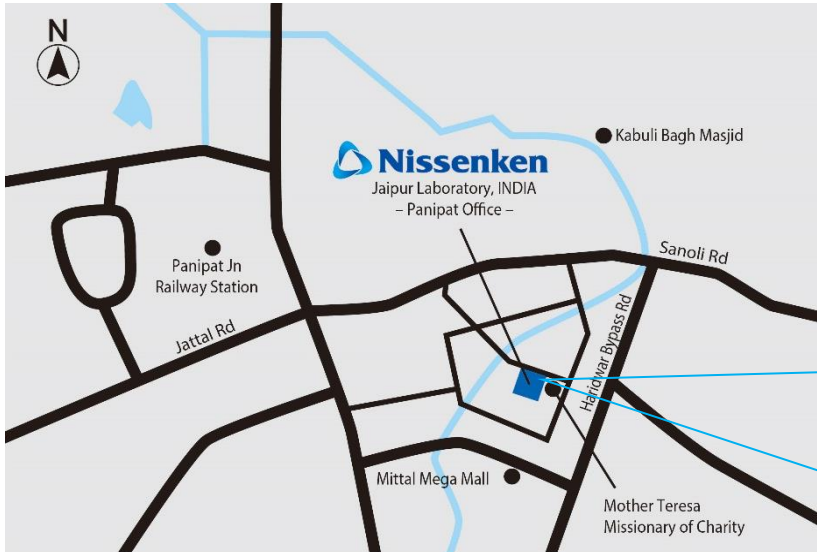 N
Nissenken
Jaipur Laboratory, INDIA
– Panipat Office –
Kabuli Bagh Masjid
Sanoli Rd
Panipat Jn
Railway Station
Jattal Rd
Hariowar Bypass Rd
Mittal Mega Mall
Mother Teresa
Missionary of Charity